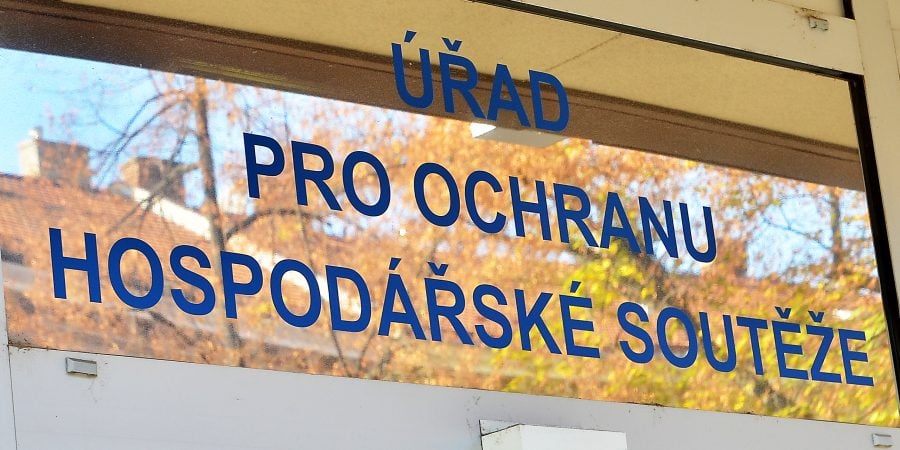 ÚŘAD
PRO OCHRANU
HOSPODÁŘSKÉ SOUTĚŽE